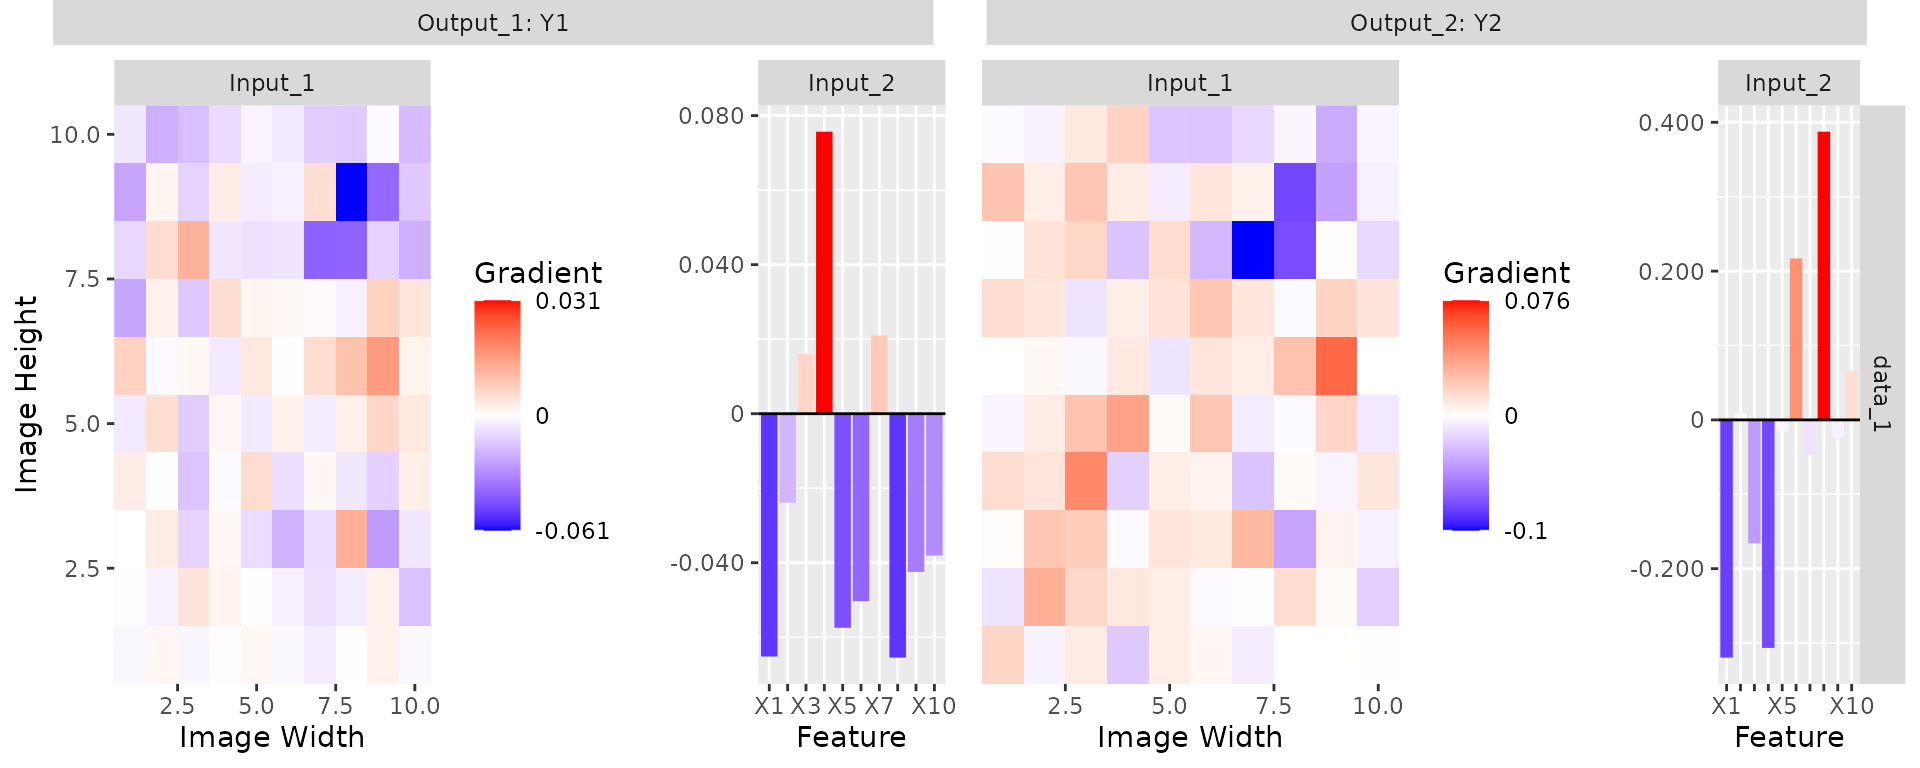 Output_1: Y1
Output_2: Y2
Input_1
Input_2
Input_1
Input_2
Image Height
10.0
7.5
5.0
2.5
2.5 5.0 7.5 10.0
Image Width
Gradient
0.031
0
-0.061
0.080
0.040
0
-0.040
X1 X3 X5 X7 X10
Feature
2.5 5.0 7.5 10.0
Image Width
Gradient
0.076
0
-0.1
0.400
0.200
0
-0.200
X1 X5 X10
Feature
data_1